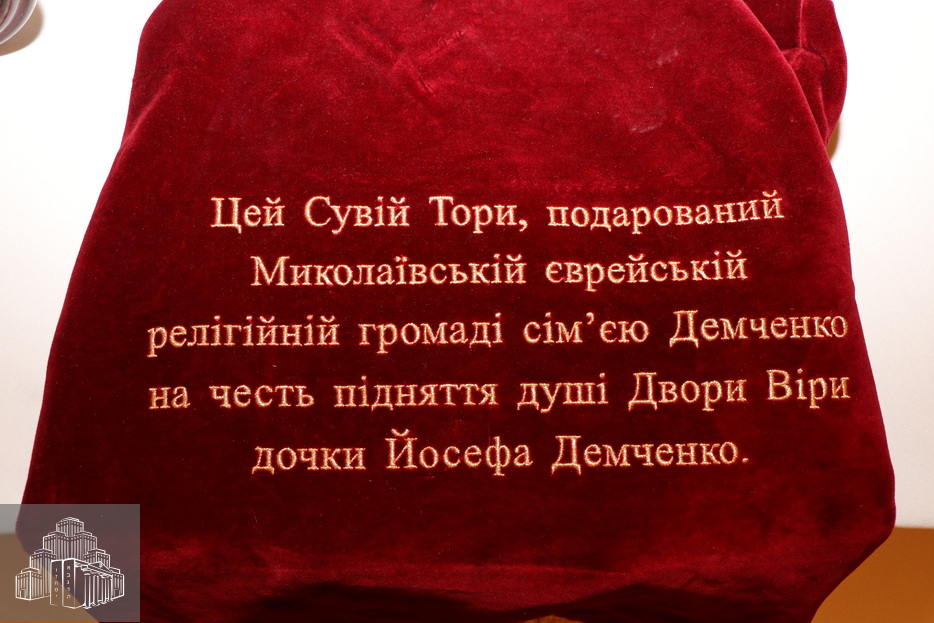 Цей Сувій Тори, подарований
Миколаївській єврейській
релігійній громаді сім’єю Демченко
на честь підняття душі Двори Віри
дочки Йосефа Демченко.